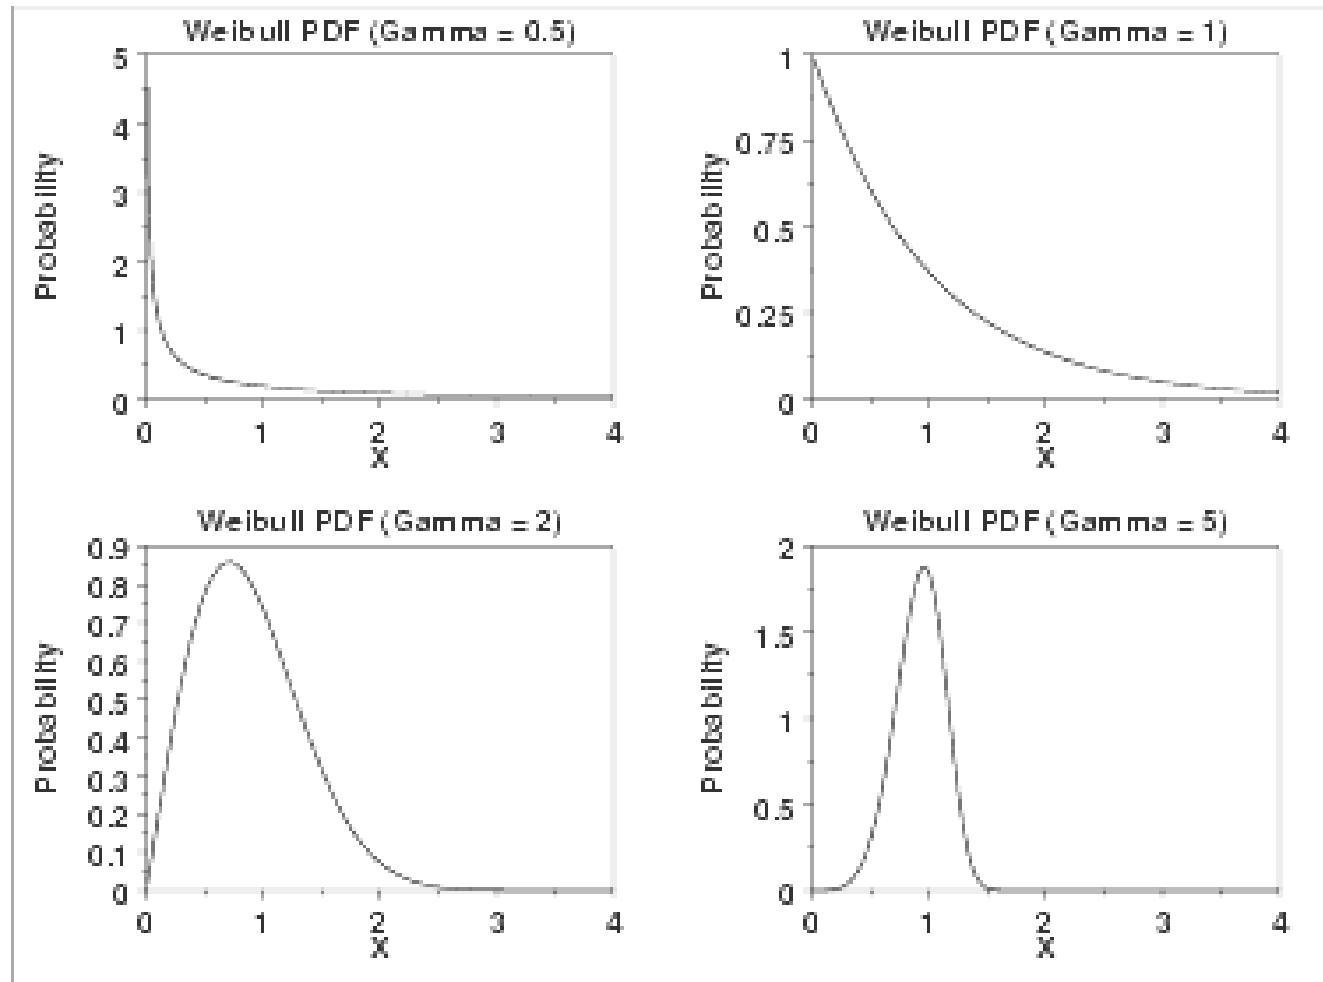 Weibull PDF (Gamma = 0.5)
5
4
3
2
1
0
Probability
0 1 2 3 4
X
Weibull PDF (Gamma = 1)
1
0.75
0.5
0.25
0
Probability
0 1 2 3 4
X
Weibull PDF (Gamma = 2)
0.9
0.8
0.7
0.6
0.5
0.4
0.3
0.2
0.1
0
Probability
0 1 2 3 4
X
Weibull PDF (Gamma = 5)
2
1.5
1
0.5
0
Probability
0 1 2 3 4
X